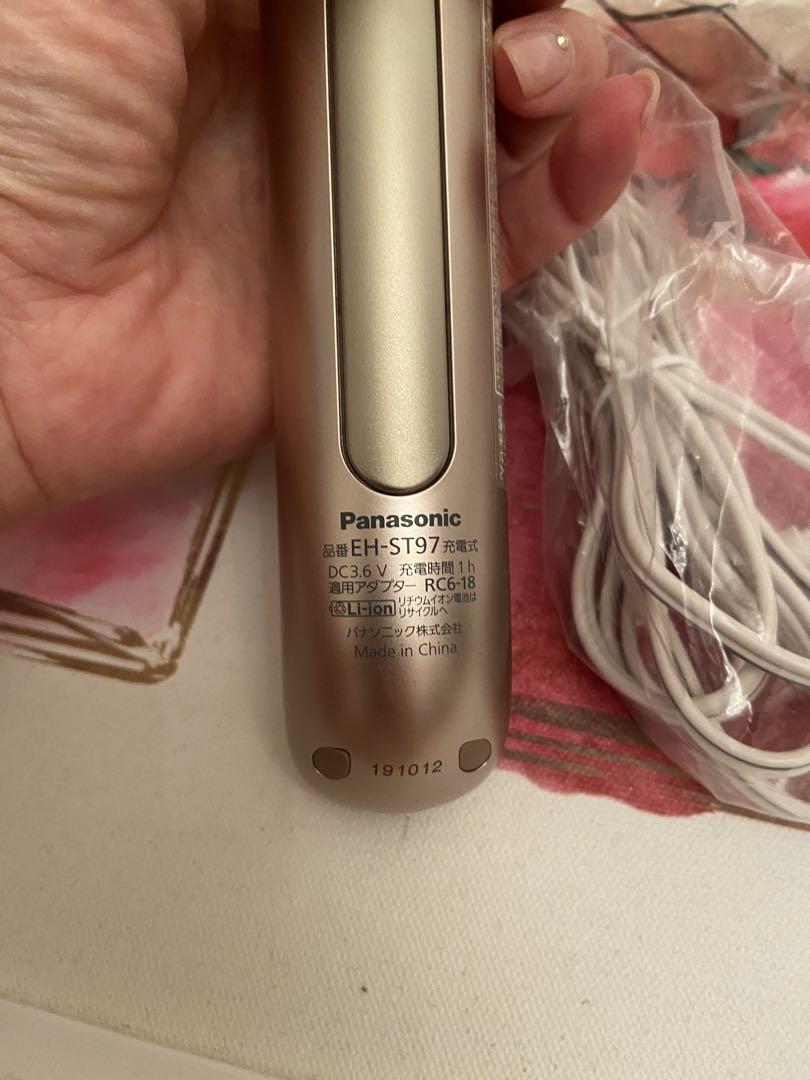 Panasonic
品番 EH-ST97 充電式
DC3.6 V 充電時間 1h
適用アダプター RC6-18
Li-ion リチウムイオン電池は
リサイクルへ
パナソニック株式会社
Made in China
191012